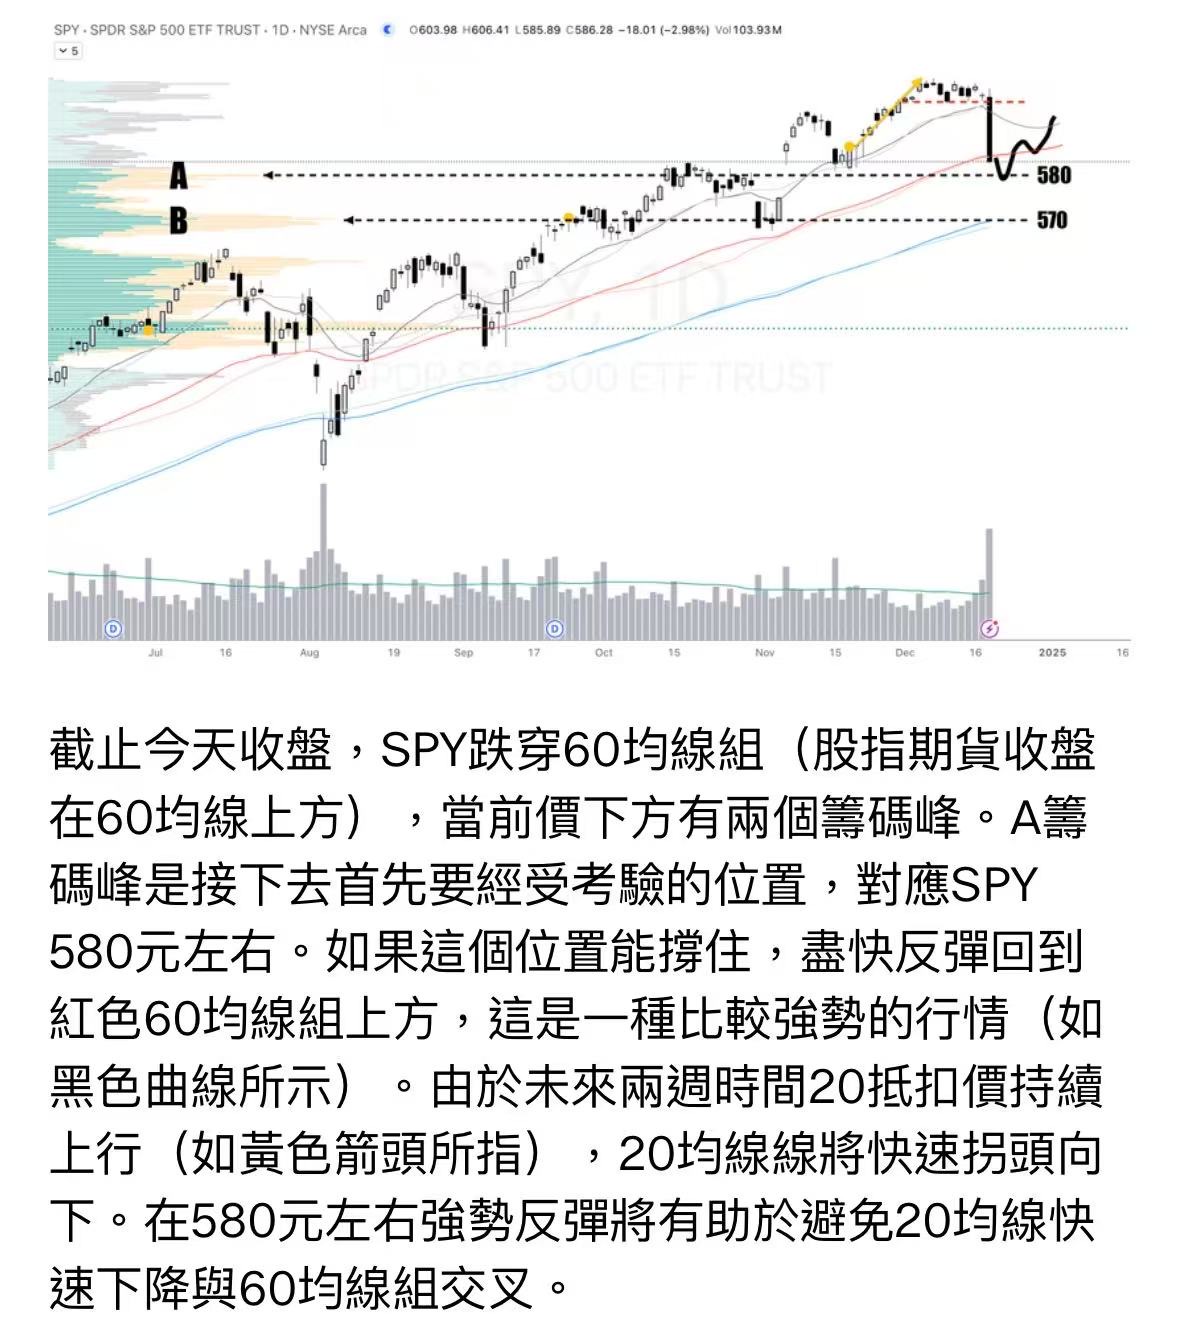 SPY · SPDR S&P 500 ETF TRUST · 1D · NYSE Arca O603.98 H606.41 L585.89 C586.28 −18.01 (−2.98%) Vol103.93M
5
A
580
B
570
SPY, 1D
SPDR S&P 500 ETF TRUST
D
D
Jul 16 Aug 19 Sep 17 Oct 15 Nov 15 Dec 16 2025 16
截止今天收盤，SPY跌穿60均線組（股指期貨收盤
在60均線上方），當前價下方有兩個籌碼峰。A籌
碼峰是接下去首先要經受考驗的位置，對應SPY
580元左右。如果這個位置能撐住，盡快反彈回到
紅色60均線組上方，這是一種比較強勢的行情（如
黑色曲線所示）。由於未來兩週時間20抵扣價持續
上行（如黃色箭頭所指），20均線線將快速拐頭向
下。在580元左右強勢反彈將有助於避免20均線快
速下降與60均線組交叉。